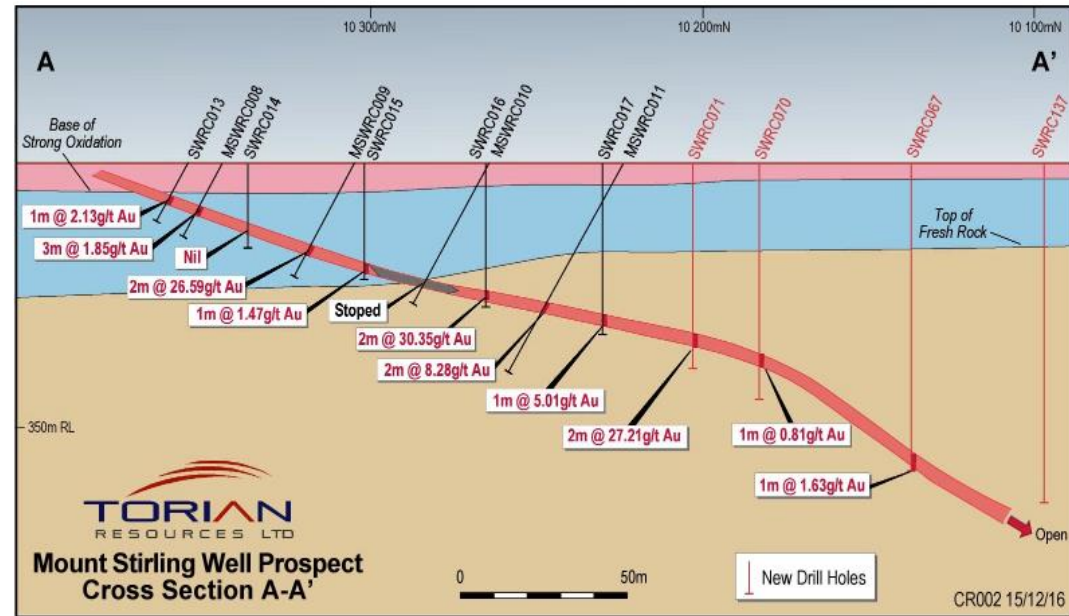 10 300mN
10 200mN
10 100mN
A
A'
Base of
Strong Oxidation
SWRC013
MSWRC008
SWRC014
MSWRC009
SWRC015
SWRC016
MSWRC010
SWRC017
MSWRC011
SWRC071
SWRC070
SWRC067
SWRC137
Top of
Fresh Rock
1m @ 2.13g/t Au
3m @ 1.85g/t Au
Nil
2m @ 26.59g/t Au
1m @ 1.47g/t Au
Stoped
2m @ 30.35g/t Au
2m @ 8.28g/t Au
1m @ 5.01g/t Au
2m @ 27.21g/t Au
1m @ 0.81g/t Au
1m @ 1.63g/t Au
350m RL
Open
TORIAN
RESOURCES LTD
Mount Stirling Well Prospect
Cross Section A-A'
0
50m
New Drill Holes
CR002 15/12/16